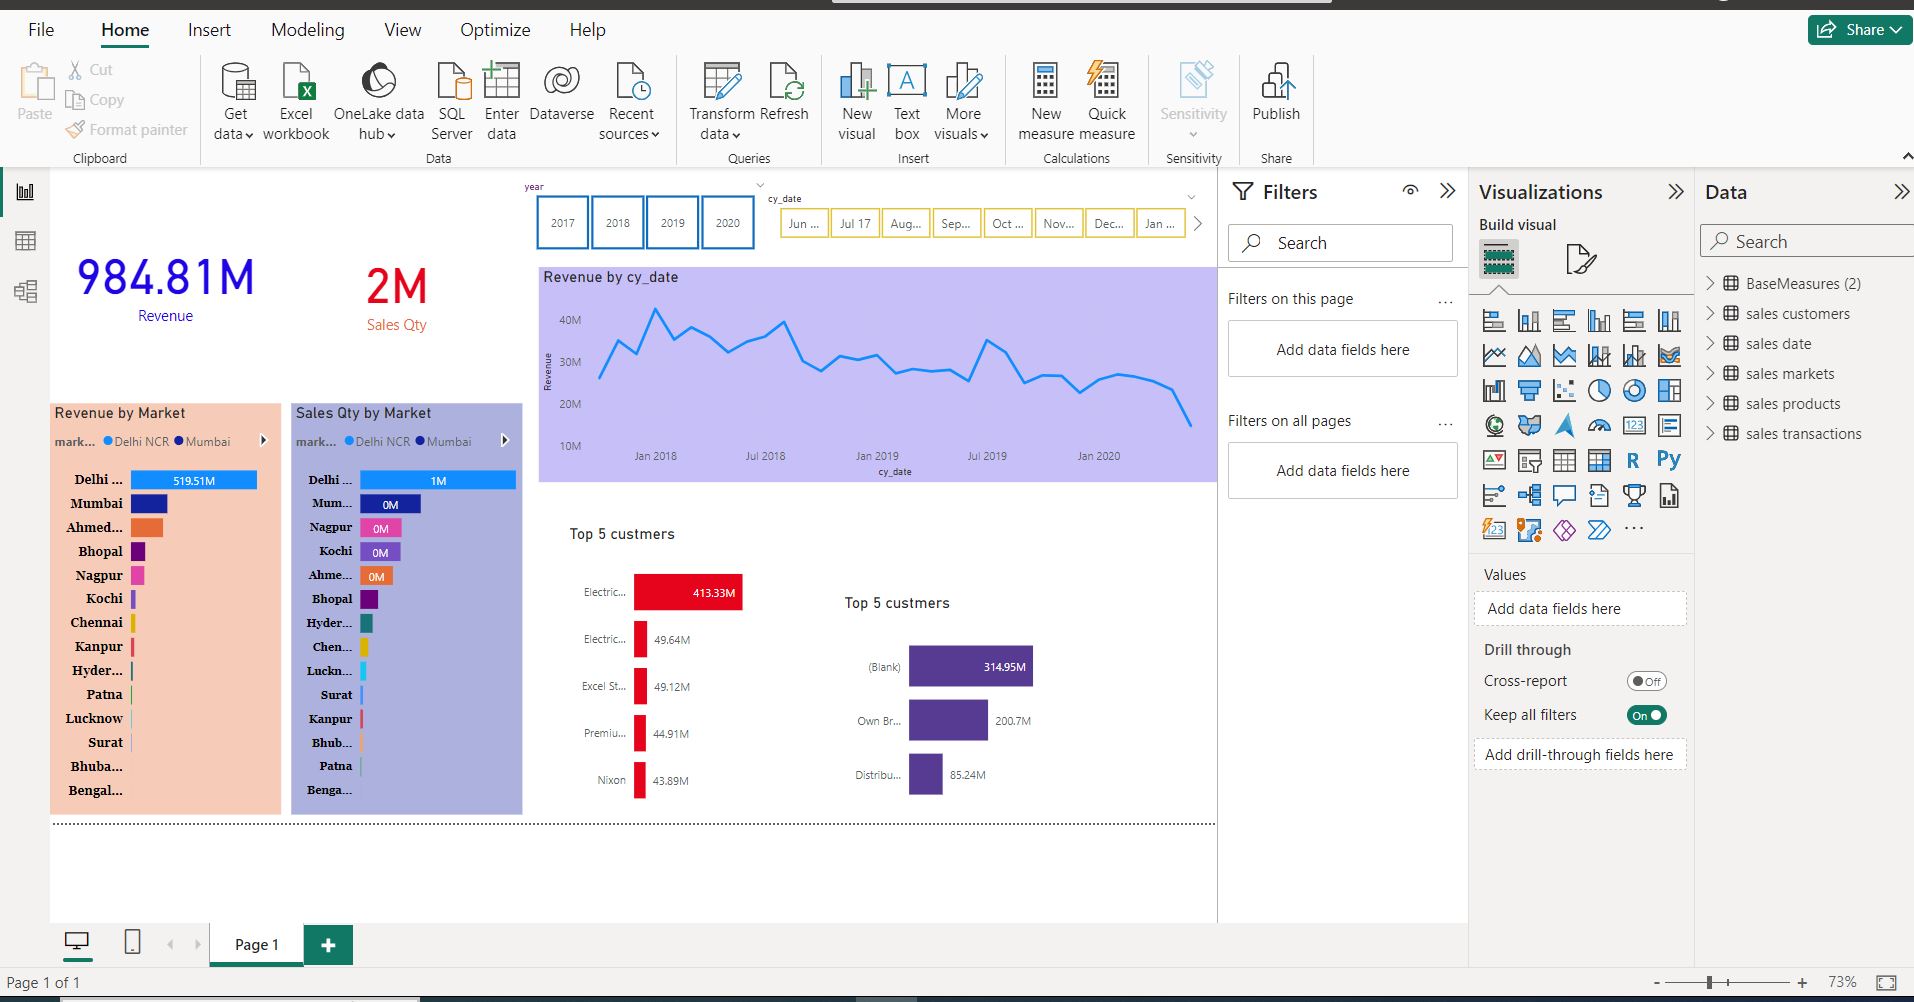 File Home Insert Modeling View Optimize Help Share
Paste
Cut
Copy
Format painter
Clipboard
Get data
Excel workbook
OneLake data hub
SQL Server
Enter data
Dataverse
Recent sources
Data
Transform data
Refresh
Queries
New visual
Text box
More visuals
Insert
New measure
Quick measure
Calculations
Sensitivity
Sensitivity
Publish
Share
984.81M
Revenue
2M
Sales Qty
year
2017 2018 2019 2020
cy_date
Jun ... Jul 17 Aug... Sep... Oct ... Nov... Dec... Jan ...
Revenue by cy_date
Revenue
40M
30M
20M
10M
Jan 2018 Jul 2018 Jan 2019 Jul 2019 Jan 2020
cy_date
Revenue by Market
mark... Delhi NCR Mumbai
Delhi ... 519.51M
Mumbai
Ahmed...
Bhopal
Nagpur
Kochi
Chennai
Kanpur
Hyder...
Patna
Lucknow
Surat
Bhuba...
Bengal...
Sales Qty by Market
mark... Delhi NCR Mumbai
Delhi ... 1M
Mum... 0M
Nagpur 0M
Kochi 0M
Ahme... 0M
Bhopal
Hyder...
Chen...
Luckn...
Surat
Kanpur
Bhub...
Patna
Benga...
Top 5 custmers
Electric... 413.33M
Electric... 49.64M
Excel St... 49.12M
Premiu... 44.91M
Nixon 43.89M
Top 5 custmers
(Blank) 314.95M
Own Br... 200.7M
Distribu... 85.24M
Filters
Search
Filters on this page ...
Add data fields here
Filters on all pages ...
Add data fields here
Visualizations
Build visual
123
R
Py
123
...
Values
Add data fields here
Drill through
Cross-report Off
Keep all filters On
Add drill-through fields here
Data
Search
BaseMeasures (2)
sales customers
sales date
sales markets
sales products
sales transactions
Page 1
+
Page 1 of 1
- + 73%